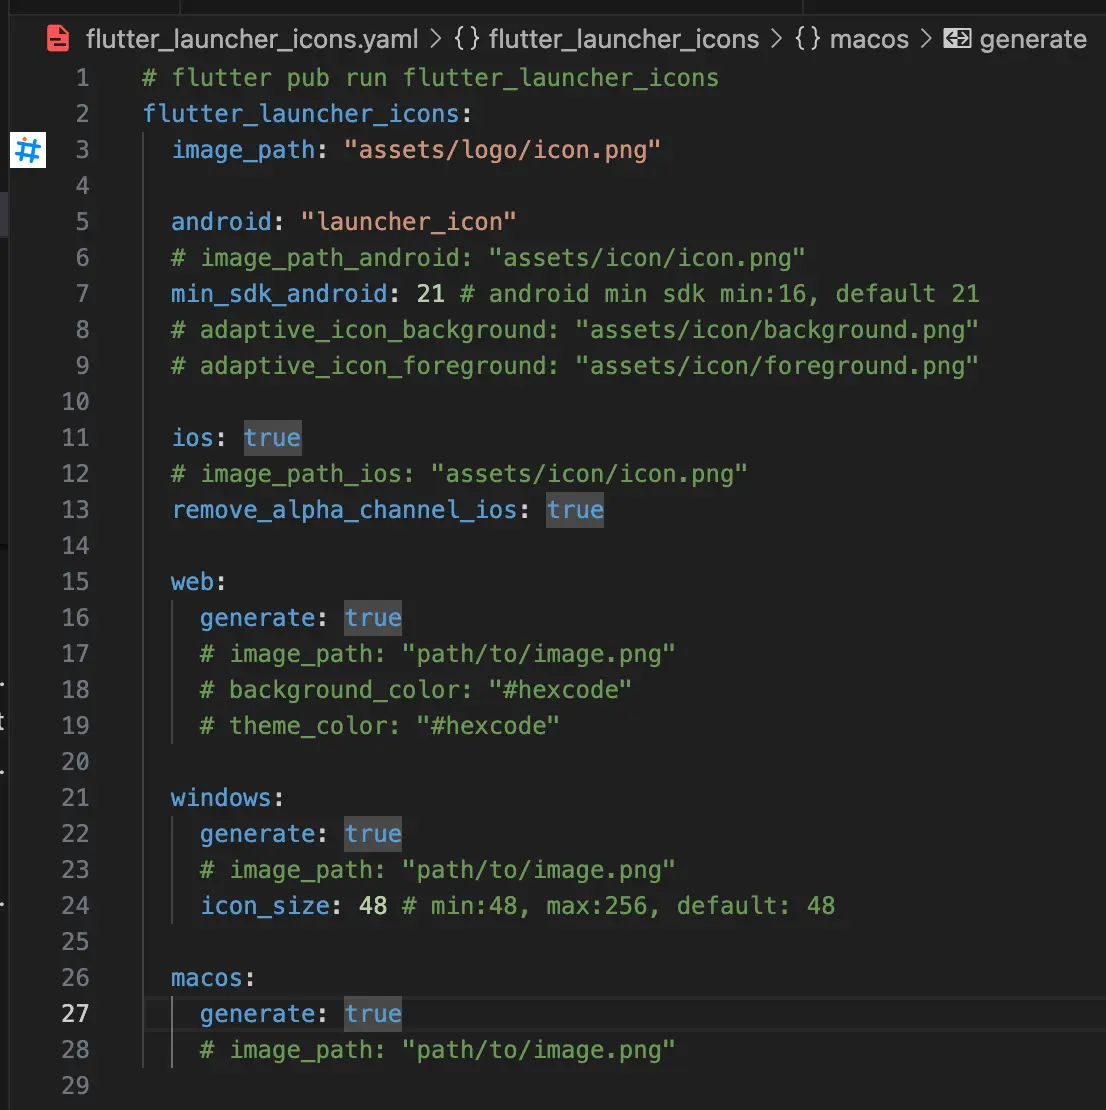 flutter_launcher_icons.yaml > {} flutter_launcher_icons > {} macos > generate
1 # flutter pub run flutter_launcher_icons
2 flutter_launcher_icons:
3   image_path: "assets/logo/icon.png"
4
5   android: "launcher_icon"
6   # image_path_android: "assets/icon/icon.png"
7   min_sdk_android: 21 # android min sdk min:16, default 21
8   # adaptive_icon_background: "assets/icon/background.png"
9   # adaptive_icon_foreground: "assets/icon/foreground.png"
10
11   ios: true
12   # image_path_ios: "assets/icon/icon.png"
13   remove_alpha_channel_ios: true
14
15   web:
16     generate: true
17     # image_path: "path/to/image.png"
18     # background_color: "#hexcode"
19     # theme_color: "#hexcode"
20
21   windows:
22     generate: true
23     # image_path: "path/to/image.png"
24     icon_size: 48 # min:48, max:256, default: 48
25
26   macos:
27     generate: true
28     # image_path: "path/to/image.png"
29